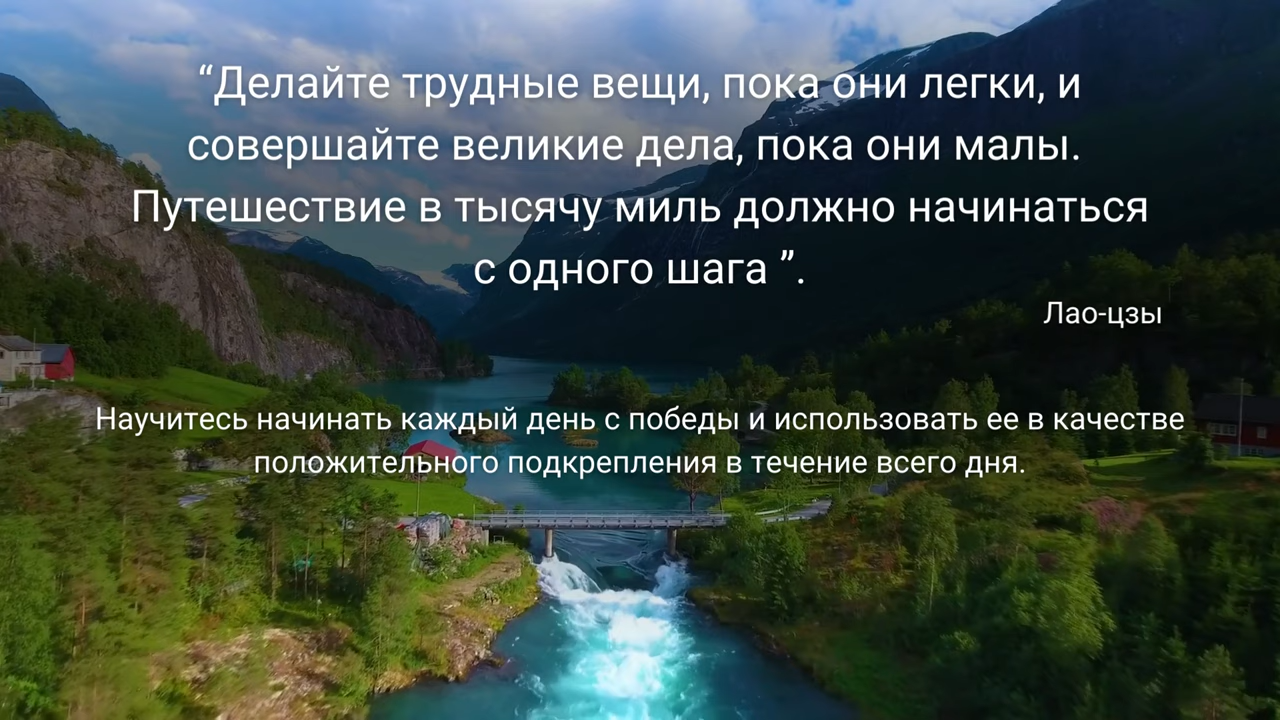 “Делайте трудные вещи, пока они легки, и
совершайте великие дела, пока они малы.
Путешествие в тысячу миль должно начинаться
с одного шага ”.
Лао-цзы
Научитесь начинать каждый день с победы и использовать ее в качестве
положительного подкрепления в течение всего дня.